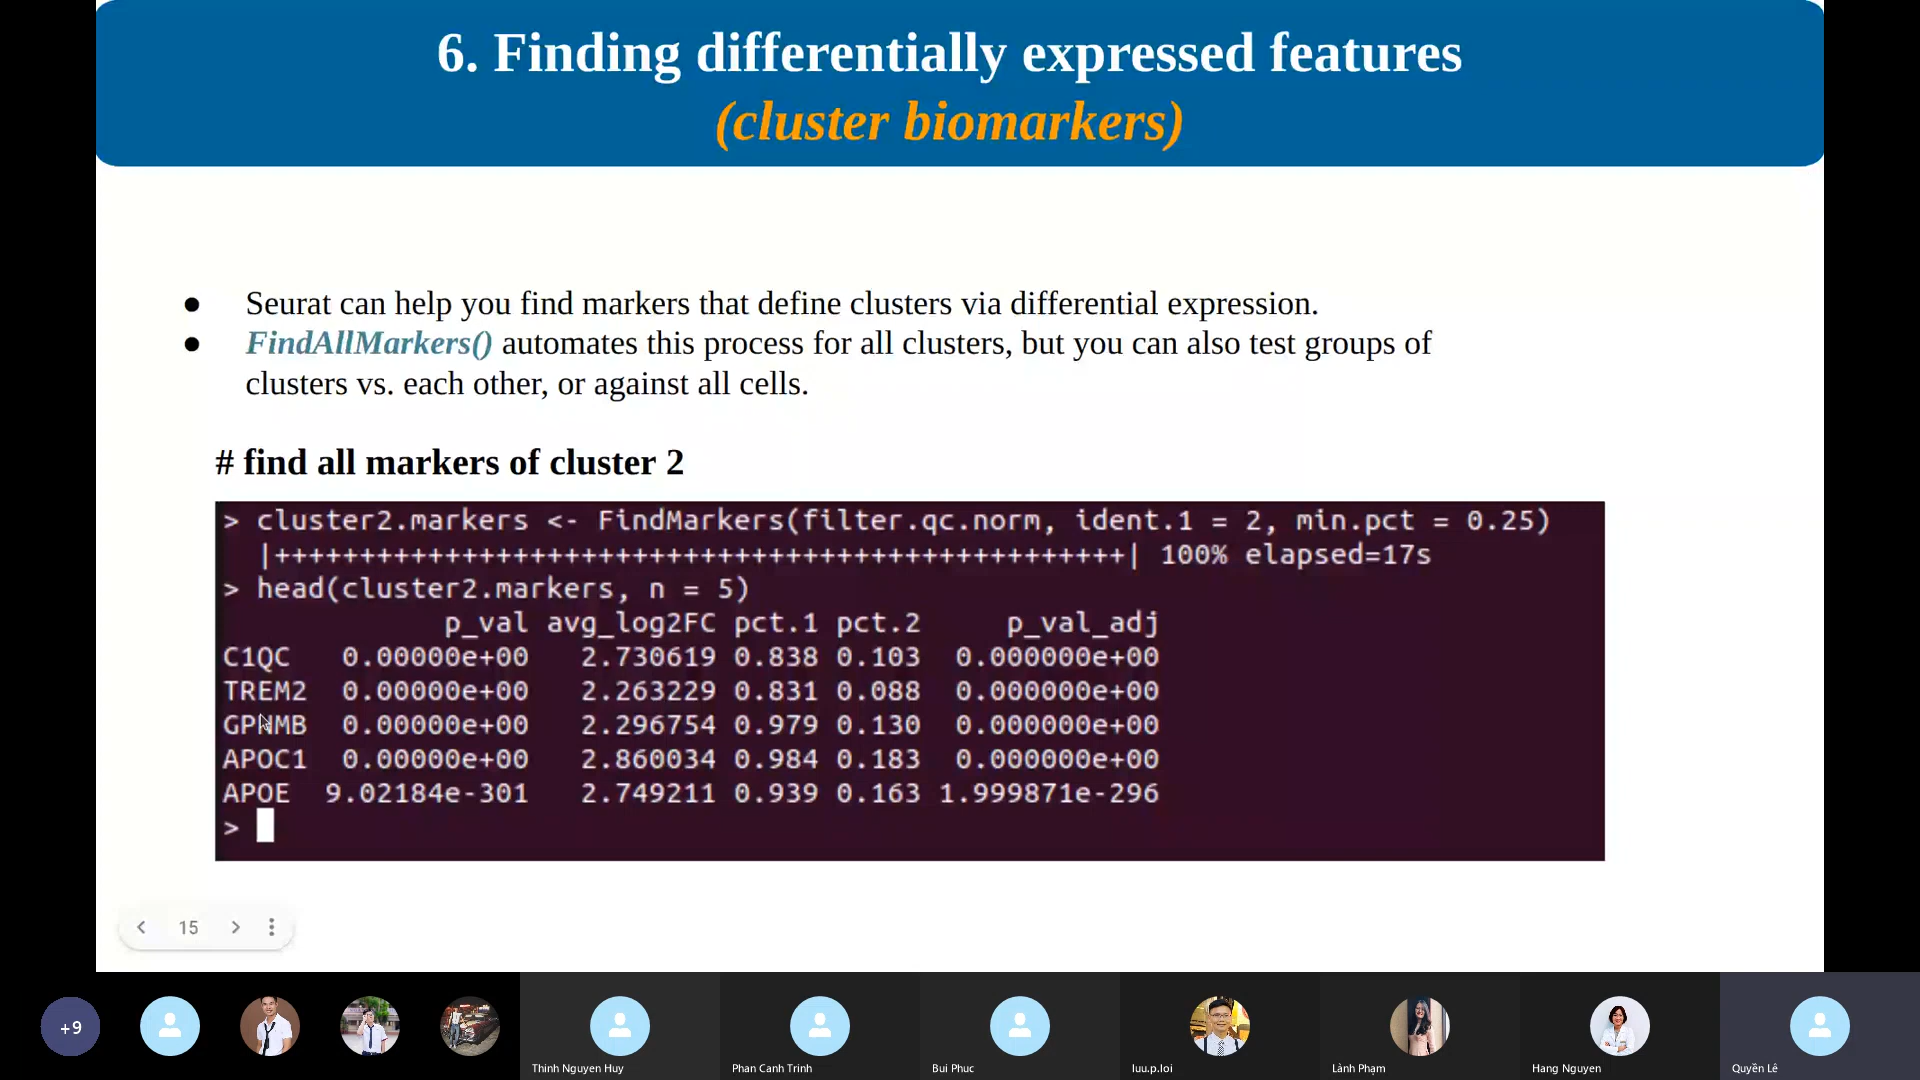 6. Finding differentially expressed features
(cluster biomarkers)
● Seurat can help you find markers that define clusters via differential expression.
● FindAllMarkers() automates this process for all clusters, but you can also test groups of
clusters vs. each other, or against all cells.
# find all markers of cluster 2
> cluster2.markers <- FindMarkers(filter.qc.norm, ident.1 = 2, min.pct = 0.25)
|++++++++++++++++++++++++++++++++++++++++++++++++++| 100% elapsed=17s
> head(cluster2.markers, n = 5)
p_val avg_log2FC pct.1 pct.2 p_val_adj
C1QC 0.00000e+00 2.730619 0.838 0.103 0.000000e+00
TREM2 0.00000e+00 2.263229 0.831 0.088 0.000000e+00
GPNMB 0.00000e+00 2.296754 0.979 0.130 0.000000e+00
APOC1 0.00000e+00 2.860034 0.984 0.183 0.000000e+00
APOE 9.02184e-301 2.749211 0.939 0.163 1.999871e-296
>
15
+9
Thinh Nguyen Huy
Phan Canh Trinh
Bui Phuc
luu.p.loi
Lành Phạm
Hang Nguyen
Quyền Lê